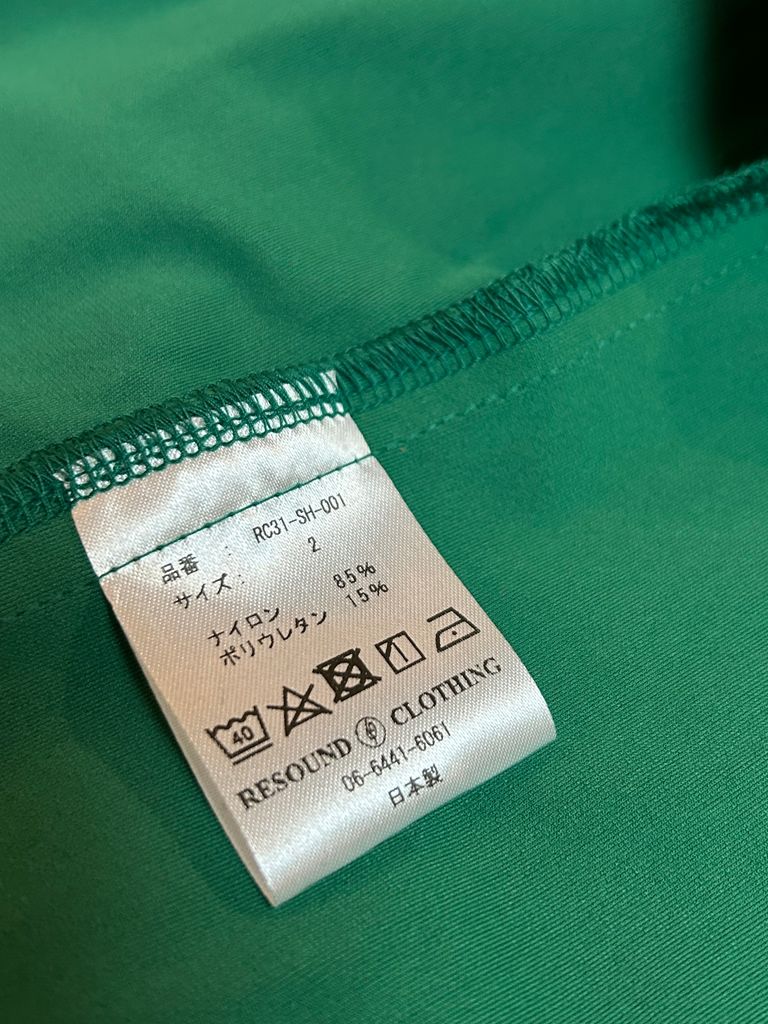 品番 : RC31-SH-001
サイズ: 2
ナイロン 85%
ポリウレタン 15%
40
RESOUND CLOTHING
06-6441-6061
日本製